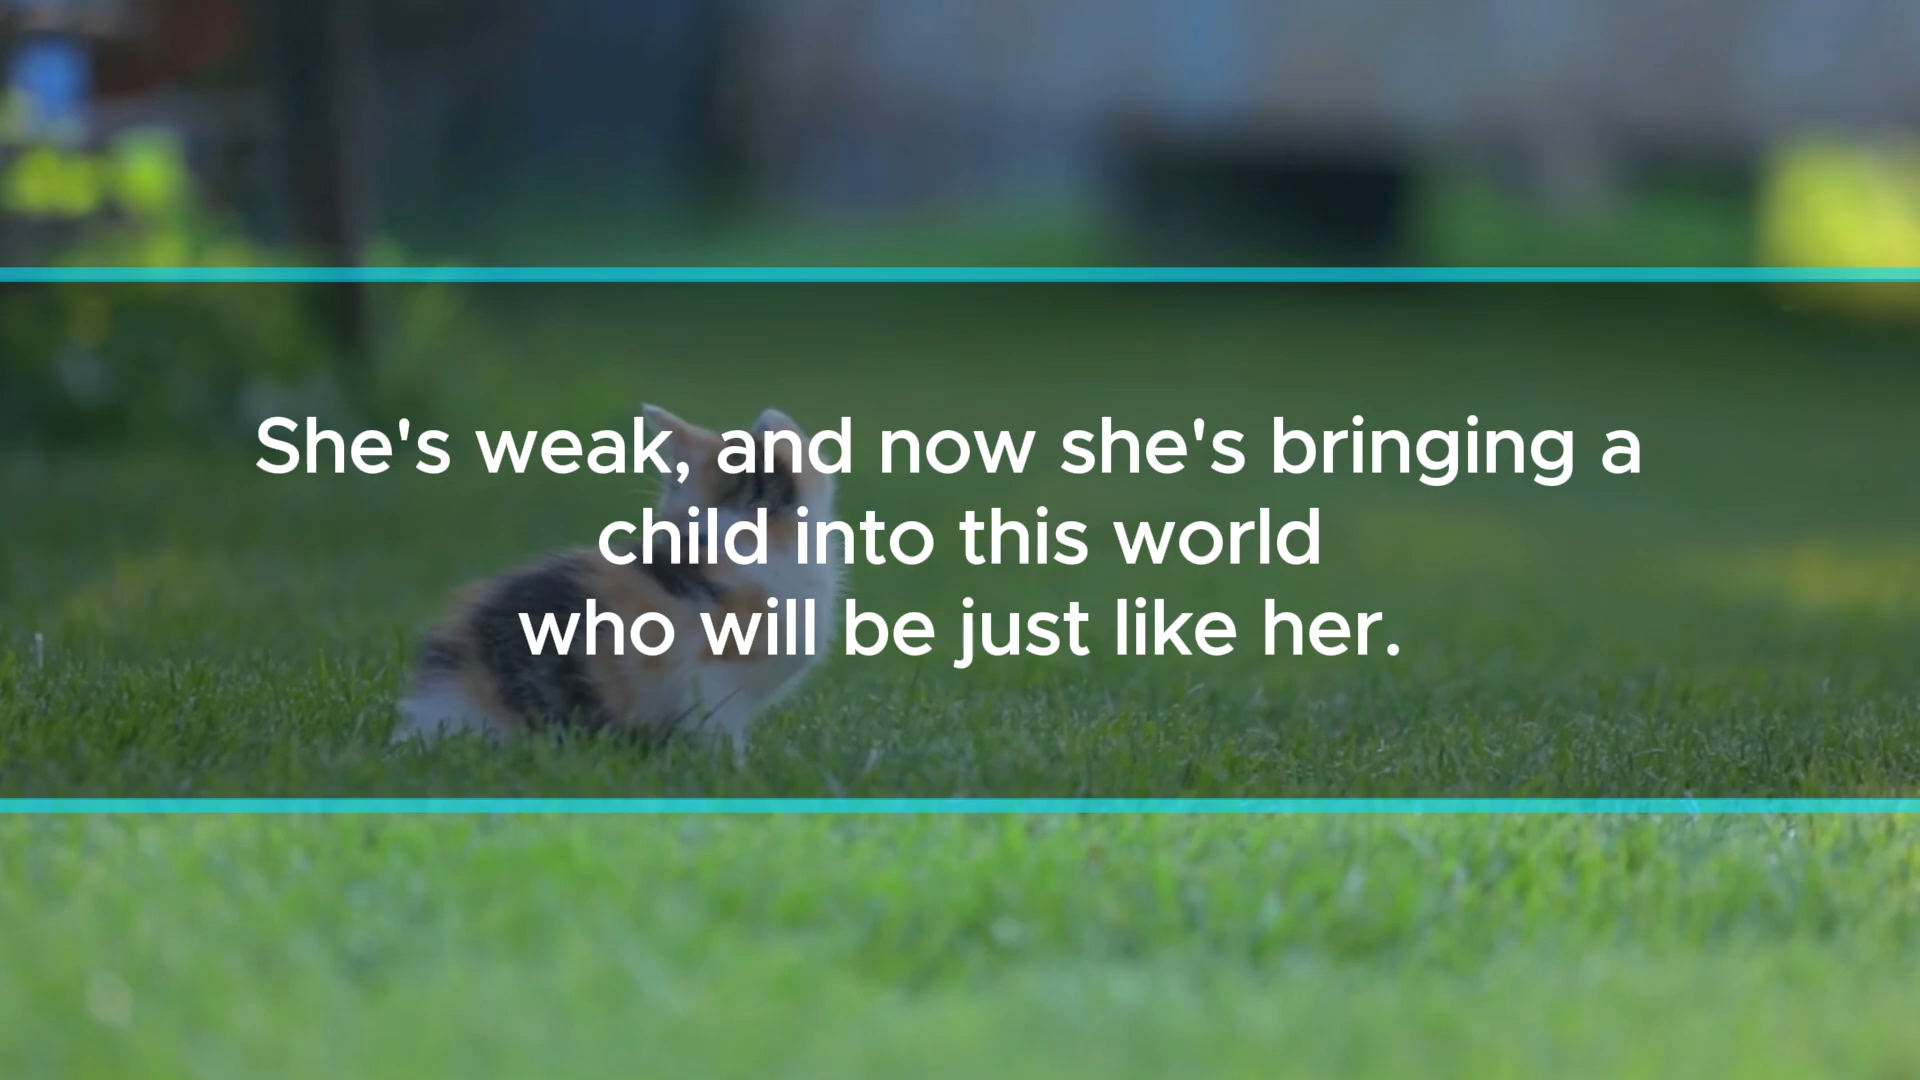 She's weak, and now she's bringing a
child into this world
who will be just like her.